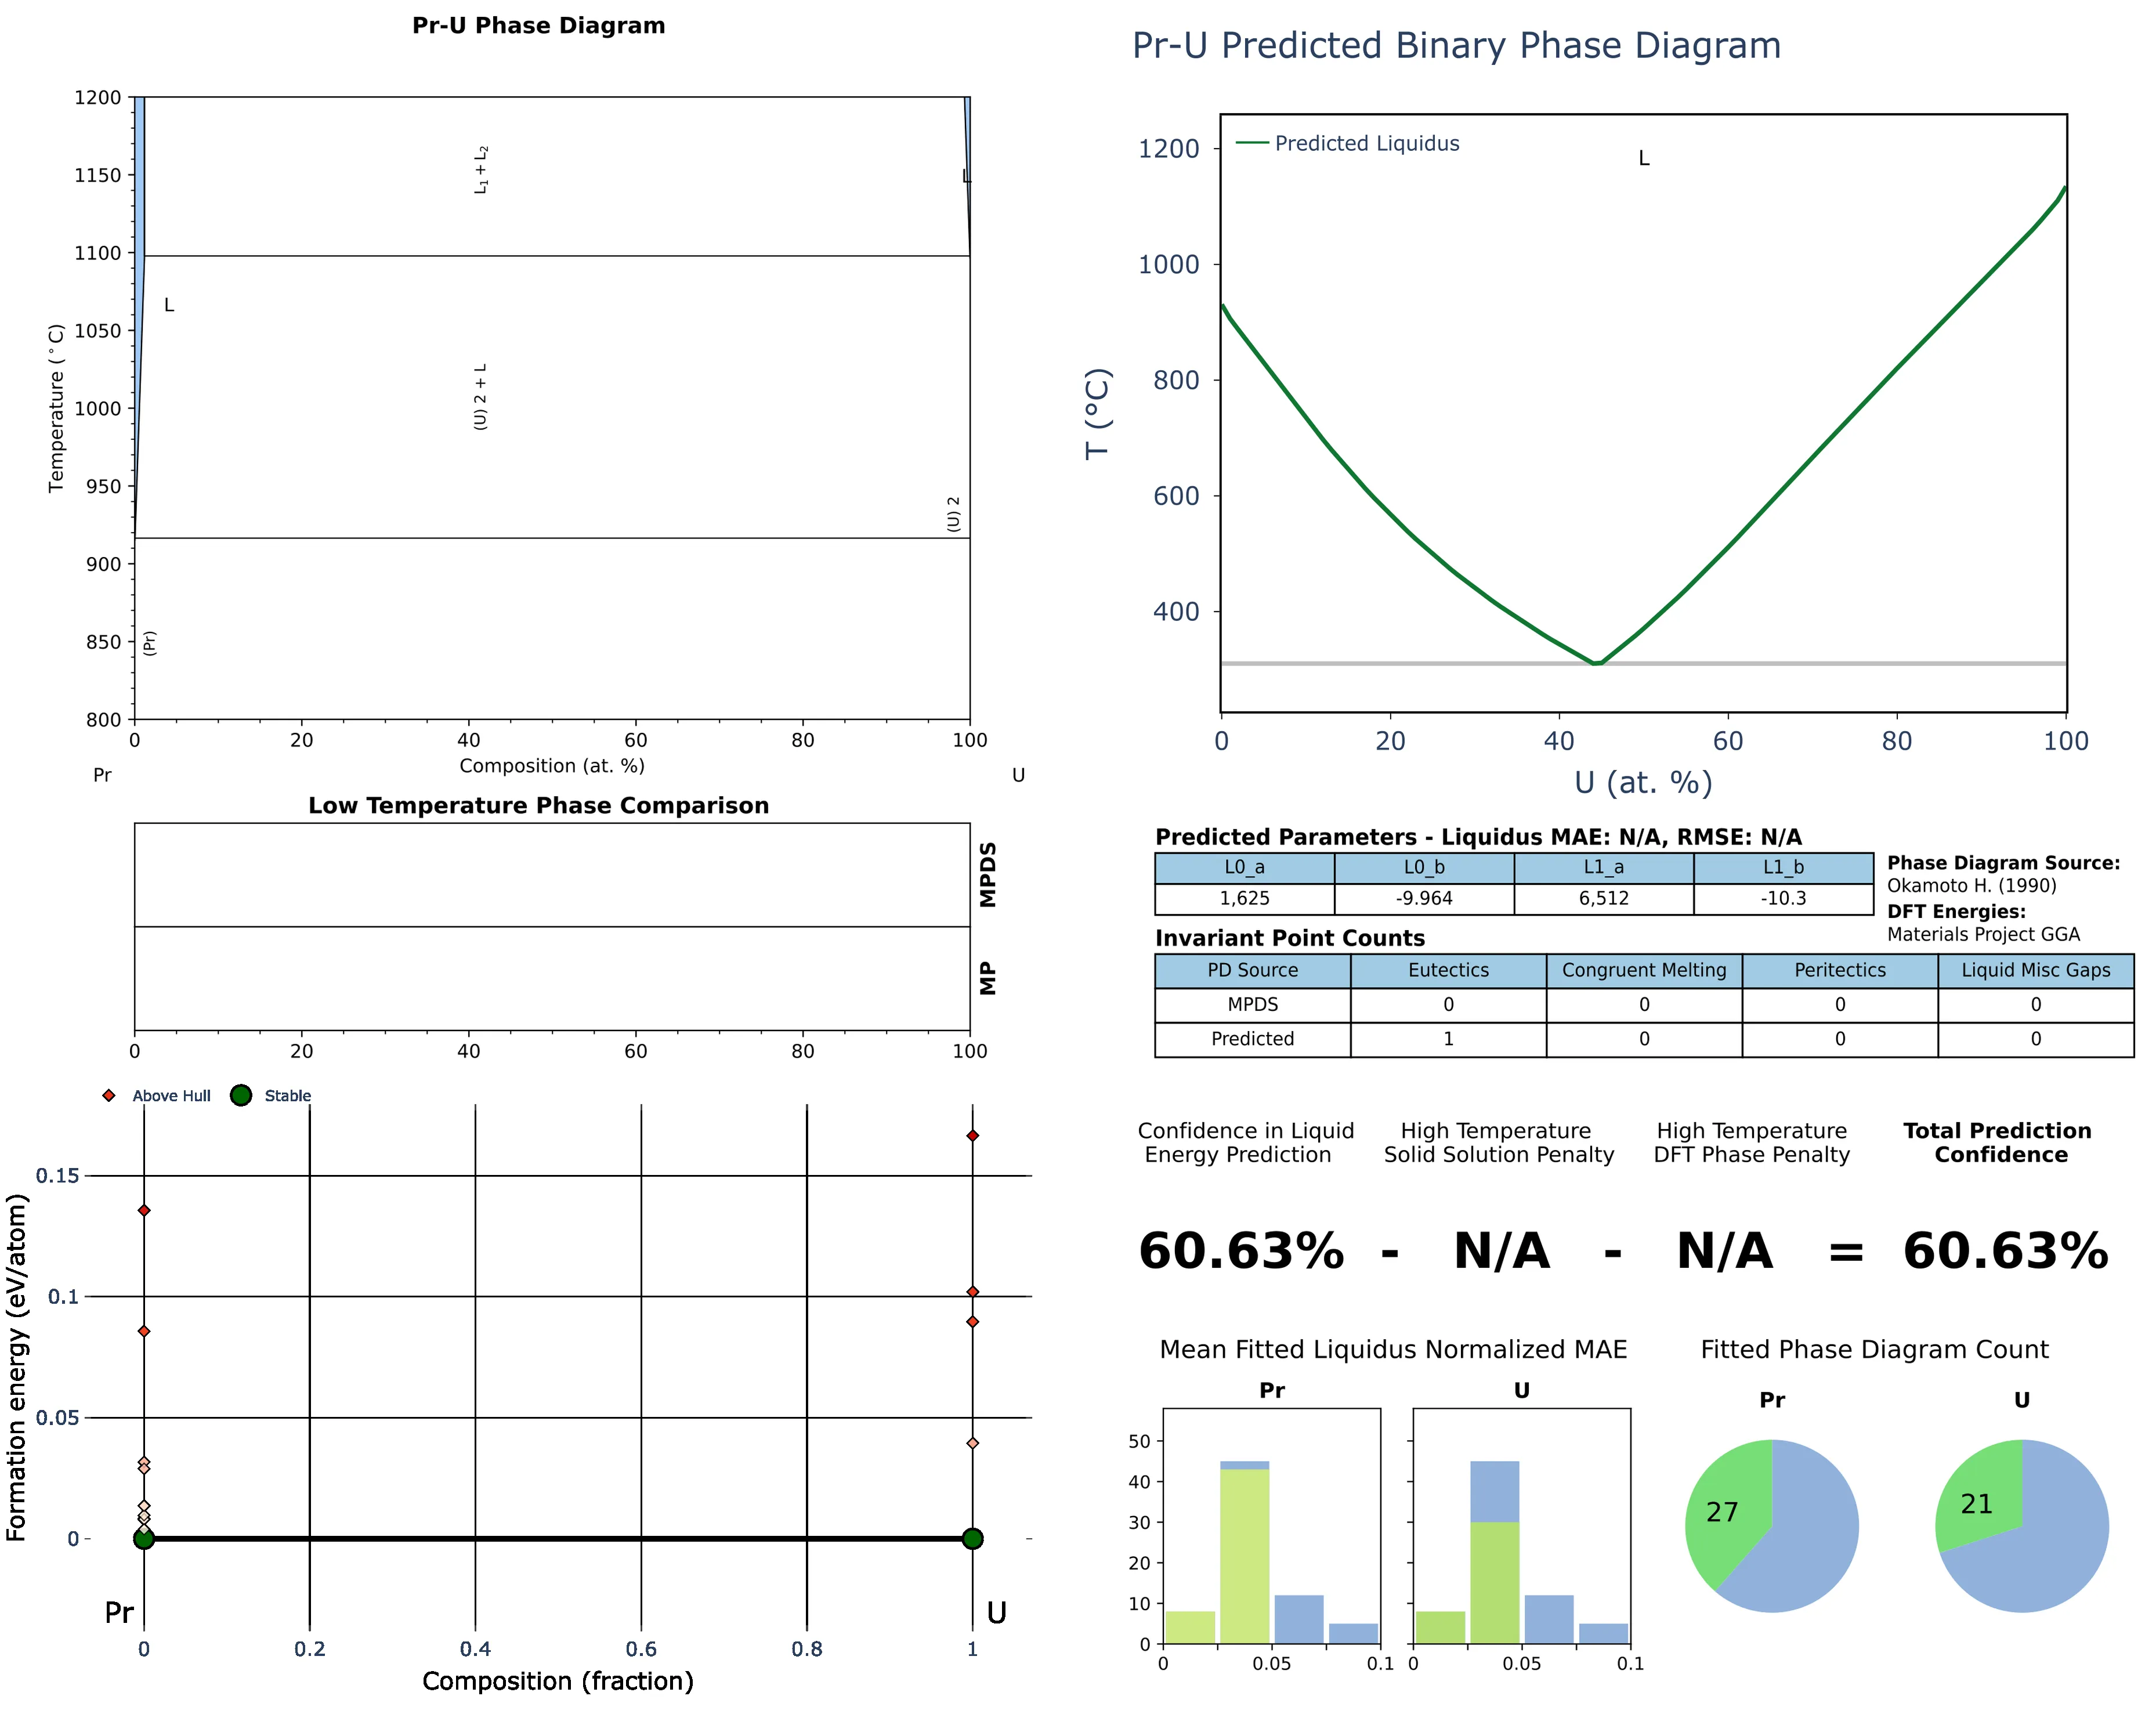 Pr-U Phase Diagram
1200
1150
1100
1050
1000
950
900
850
800
Temperature (°C)
L₁ + L₂
L
L
(U) 2 + L
(U) 2
(Pr)
0 20 40 60 80 100
Composition (at. %)
Pr U
Low Temperature Phase Comparison
MPDS
MP
0 20 40 60 80 100
Above Hull Stable
0.15
0.1
0.05
0
Formation energy (eV/atom)
Pr U
0 0.2 0.4 0.6 0.8 1
Composition (fraction)
Pr-U Predicted Binary Phase Diagram
Predicted Liquidus
L
1200
1000
800
600
400
T (°C)
0 20 40 60 80 100
U (at. %)
Predicted Parameters - Liquidus MAE: N/A, RMSE: N/A
L0_a L0_b L1_a L1_b
1,625 -9.964 6,512 -10.3
Phase Diagram Source:
Okamoto H. (1990)
DFT Energies:
Materials Project GGA
Invariant Point Counts
PD Source Eutectics Congruent Melting Peritectics Liquid Misc Gaps
MPDS 0 0 0 0
Predicted 1 0 0 0
Confidence in Liquid
Energy Prediction
High Temperature
Solid Solution Penalty
High Temperature
DFT Phase Penalty
Total Prediction
Confidence
60.63% - N/A - N/A = 60.63%
Mean Fitted Liquidus Normalized MAE
Pr U
50
40
30
20
10
0
0 0.05 0.1 0 0.05 0.1
Fitted Phase Diagram Count
Pr U
27 21